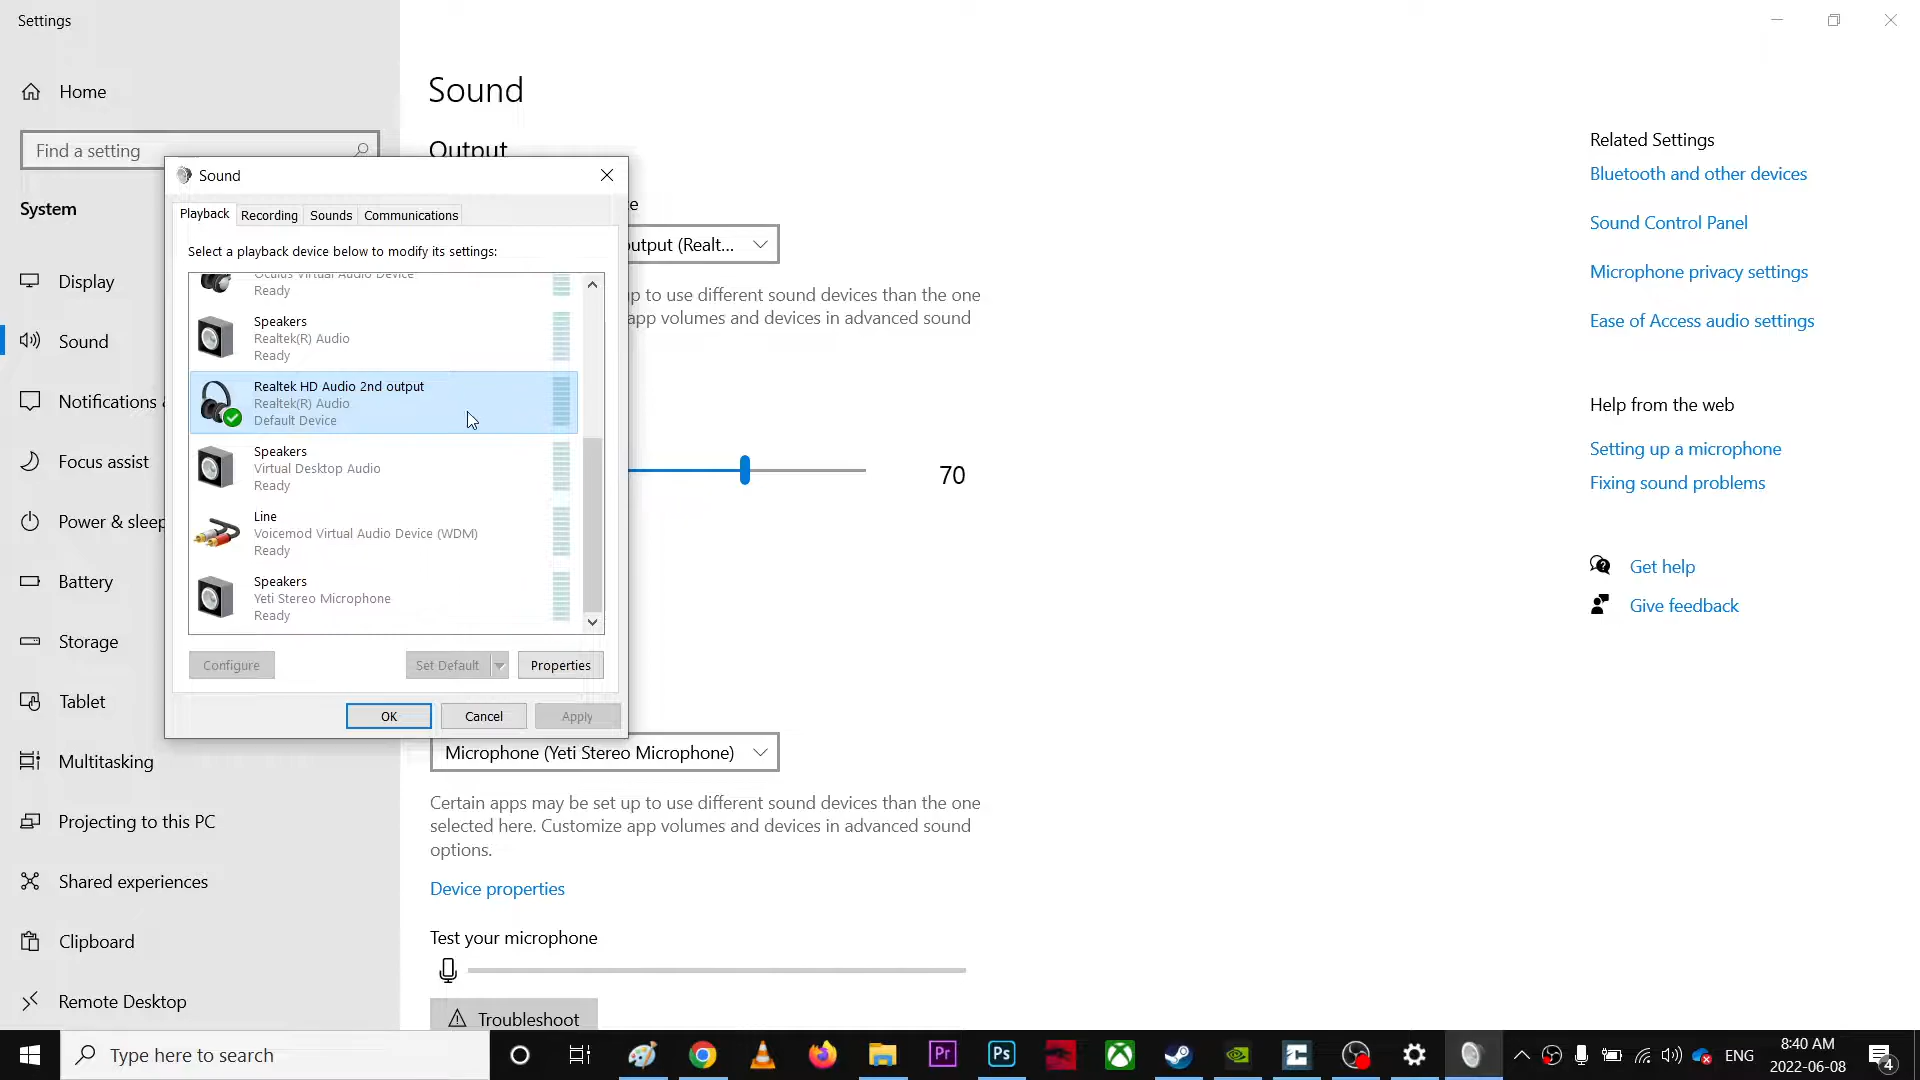 Settings
Home
Find a setting
System
Display
Sound
Notifications
Focus assist
Power & sleep
Battery
Storage
Tablet
Multitasking
Projecting to this PC
Shared experiences
Clipboard
Remote Desktop
Sound
Output
Sound
Playback
Recording
Sounds
Communications
Select a playback device below to modify its settings:
Oculus Virtual Audio Device
Ready
Speakers
Realtek(R) Audio
Ready
Realtek HD Audio 2nd output
Realtek(R) Audio
Default Device
Speakers
Virtual Desktop Audio
Ready
Line
Voicemod Virtual Audio Device (WDM)
Ready
Speakers
Yeti Stereo Microphone
Ready
Configure
Set Default
Properties
OK
Cancel
Apply
output (Realt...
p to use different sound devices than the one
app volumes and devices in advanced sound
70
Microphone (Yeti Stereo Microphone)
Certain apps may be set up to use different sound devices than the one
selected here. Customize app volumes and devices in advanced sound
options.
Device properties
Test your microphone
Troubleshoot
Related Settings
Bluetooth and other devices
Sound Control Panel
Microphone privacy settings
Ease of Access audio settings
Help from the web
Setting up a microphone
Fixing sound problems
Get help
Give feedback
Type here to search
Pr
Ps
ENG
8:40 AM
2022-06-08
4